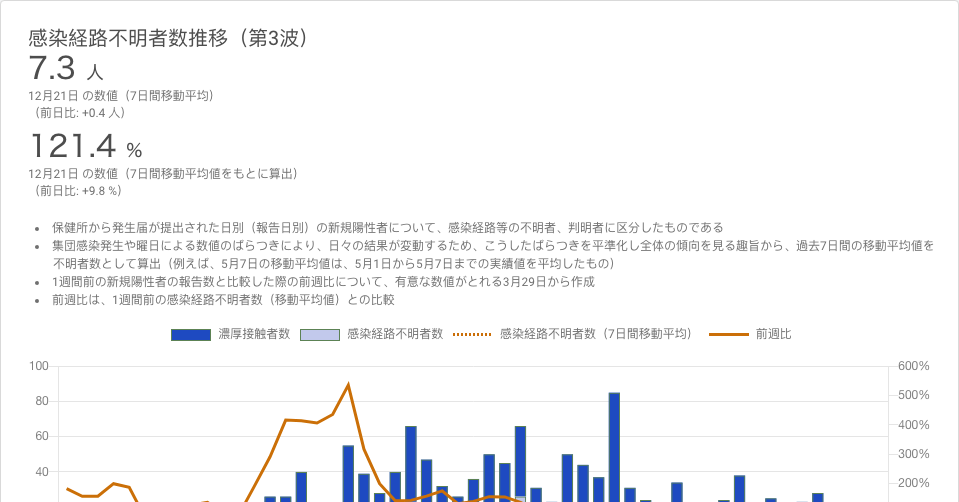 感染経路不明者数推移（第3波）
7.3 人
12月21日 の数値（7日間移動平均）
（前日比: +0.4 人）
121.4 %
12月21日 の数値（7日間移動平均値をもとに算出）
（前日比: +9.8 %）
• 保健所から発生届が提出された日別（報告日別）の新規陽性者について、感染経路等の不明者、判明者に区分したものである
• 集団感染発生や曜日による数値のばらつきにより、日々の結果が変動するため、こうしたばらつきを平準化し全体の傾向を見る趣旨から、過去7日間の移動平均値を
不明者数として算出（例えば、5月7日の移動平均値は、5月1日から5月7日までの実績値を平均したもの）
• 1週間前の新規陽性者の報告数と比較した際の前週比について、有意な数値がとれる3月29日から作成
• 前週比は、1週間前の感染経路不明者数（移動平均値）との比較
濃厚接触者数 感染経路不明者数 感染経路不明者数（7日間移動平均） 前週比
100 600%
500%
80
400%
60
300%
40
200%